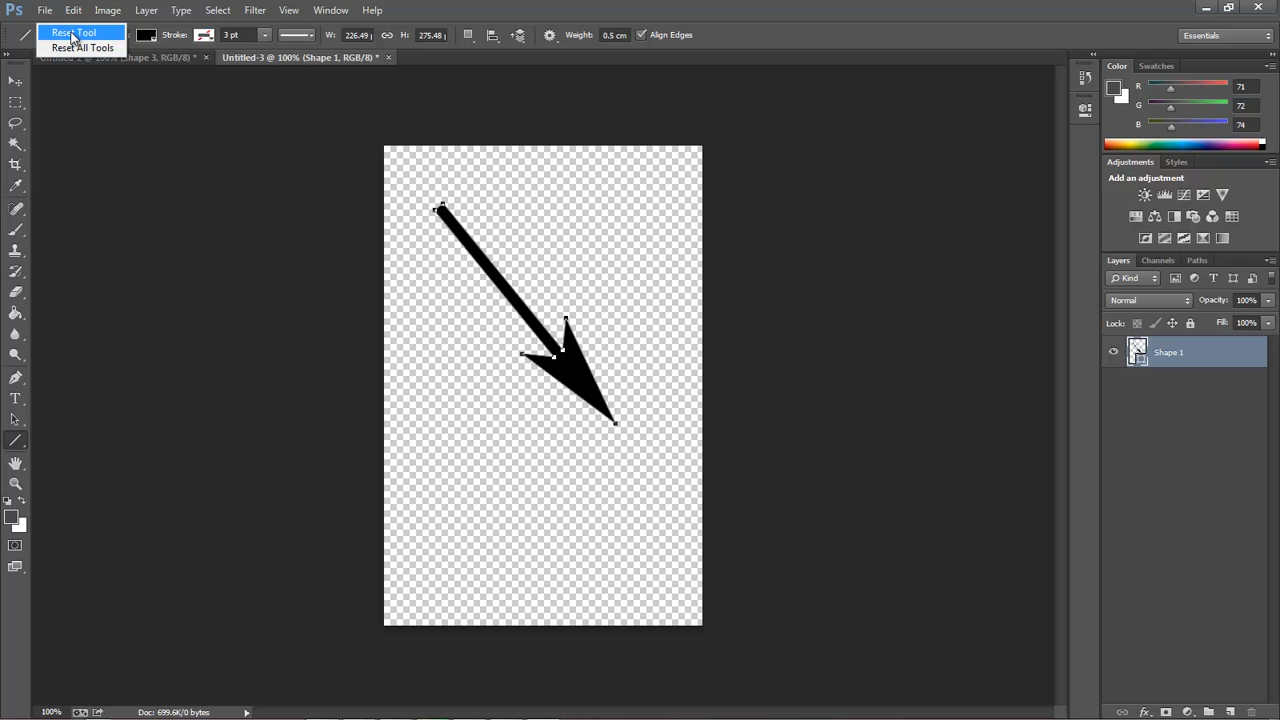 Ps File Edit Image Layer Type Select Filter View Window Help
Reset Tool
Reset All Tools
Stroke: 3 pt W: 226.49 H: 275.48 Weight: 0.5 cm Align Edges Essentials
Untitled-2 @ 100% (Shape 3, RGB/8) * ×
Untitled-3 @ 100% (Shape 1, RGB/8) * ×
Color Swatches
R 71
G 72
B 74
Adjustments Styles
Add an adjustment
Layers Channels Paths
Kind
Normal Opacity: 100%
Lock: Fill: 100%
Shape 1
100% Doc: 699.6K/0 bytes